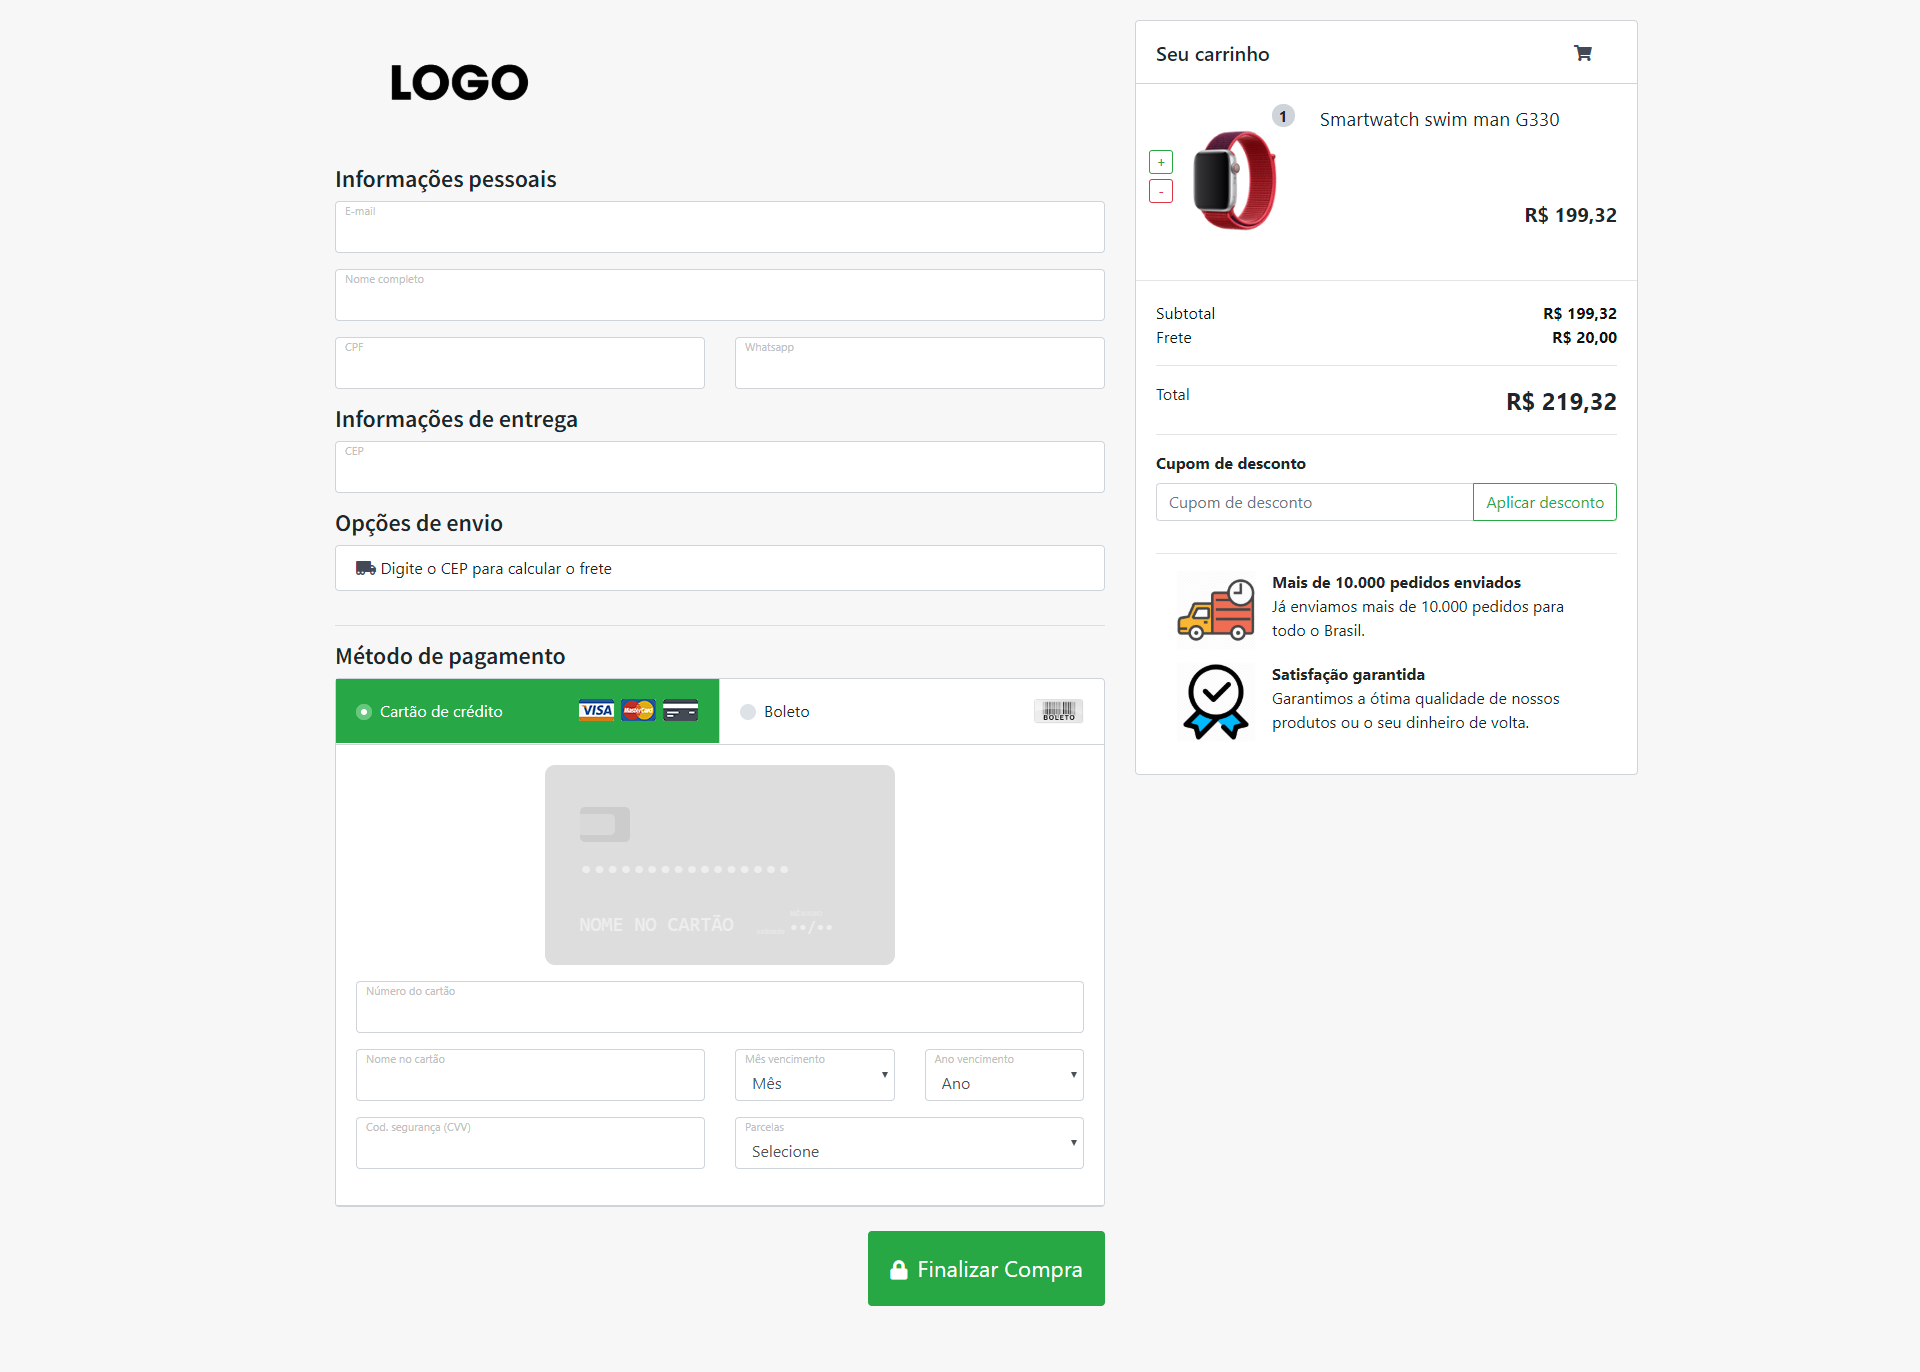 LOGO
Informações pessoais
E-mail
Nome completo
CPF
Whatsapp
Informações de entrega
CEP
Opções de envio
Digite o CEP para calcular o frete
Método de pagamento
Cartão de crédito
VISA
MasterCard
Boleto
BOLETO
NOME NO CARTÃO
••/••
Número do cartão
Nome no cartão
Mês vencimento
Mês
Ano vencimento
Ano
Cod. segurança (CVV)
Parcelas
Selecione
Finalizar Compra
Seu carrinho
1
Smartwatch swim man G330
+
-
R$ 199,32
Subtotal R$ 199,32
Frete R$ 20,00
Total R$ 219,32
Cupom de desconto
Cupom de desconto
Aplicar desconto
Mais de 10.000 pedidos enviados
Já enviamos mais de 10.000 pedidos para
todo o Brasil.
Satisfação garantida
Garantimos a ótima qualidade de nossos
produtos ou o seu dinheiro de volta.